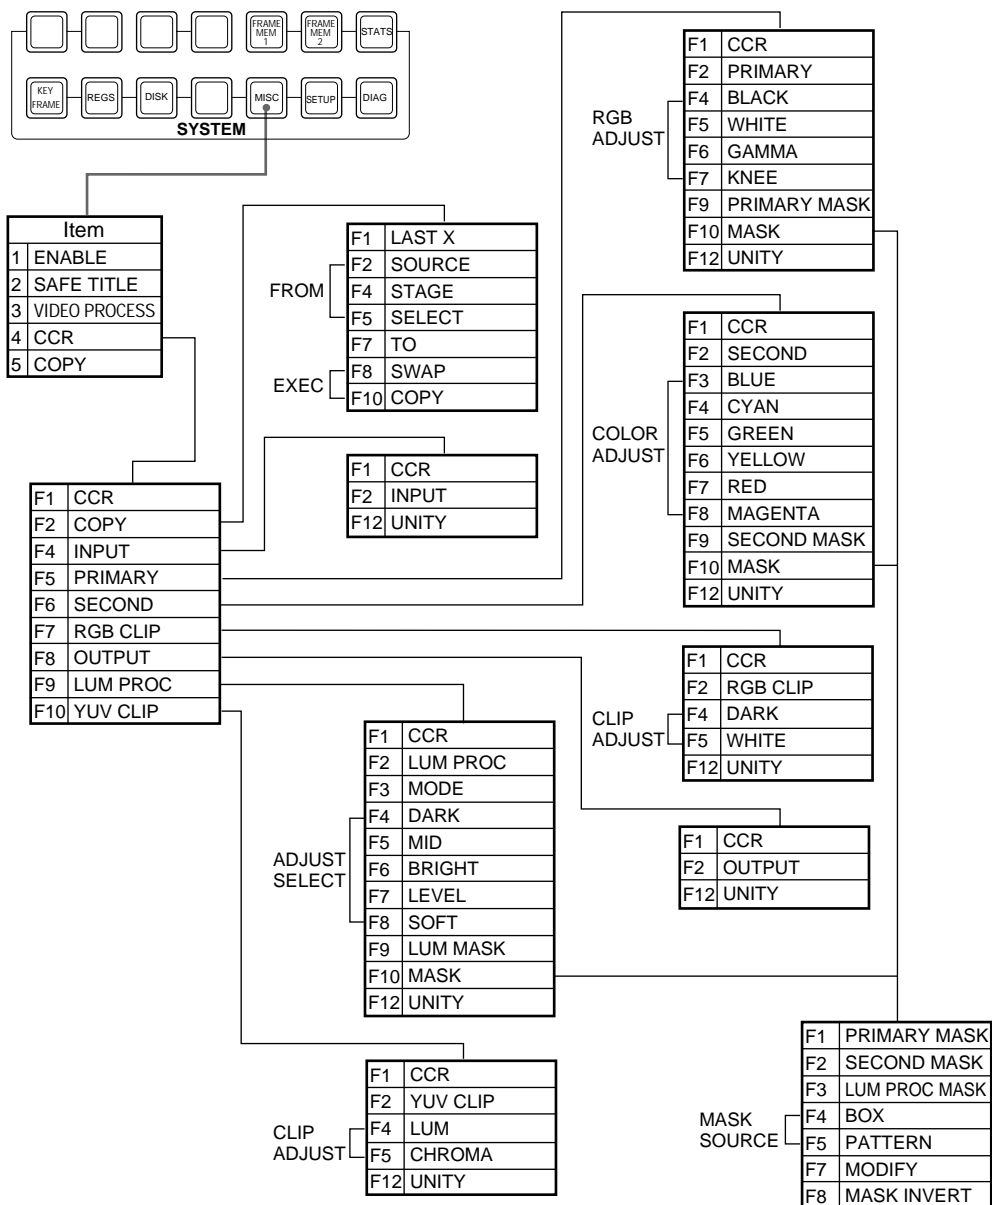 FRAME
MEM
1
FRAME
MEM
2
STATS
KEY
FRAME
REGS
DISK
MISC
SETUP
DIAG
SYSTEM
Item
1 ENABLE
2 SAFE TITLE
3 VIDEO PROCESS
4 CCR
5 COPY
F1 CCR
F2 COPY
F4 INPUT
F5 PRIMARY
F6 SECOND
F7 RGB CLIP
F8 OUTPUT
F9 LUM PROC
F10 YUV CLIP
FROM
EXEC
F1 LAST X
F2 SOURCE
F4 STAGE
F5 SELECT
F7 TO
F8 SWAP
F10 COPY
F1 CCR
F2 INPUT
F12 UNITY
RGB
ADJUST
F1 CCR
F2 PRIMARY
F4 BLACK
F5 WHITE
F6 GAMMA
F7 KNEE
F9 PRIMARY MASK
F10 MASK
F12 UNITY
COLOR
ADJUST
F1 CCR
F2 SECOND
F3 BLUE
F4 CYAN
F5 GREEN
F6 YELLOW
F7 RED
F8 MAGENTA
F9 SECOND MASK
F10 MASK
F12 UNITY
CLIP
ADJUST
F1 CCR
F2 RGB CLIP
F4 DARK
F5 WHITE
F12 UNITY
F1 CCR
F2 OUTPUT
F12 UNITY
ADJUST
SELECT
F1 CCR
F2 LUM PROC
F3 MODE
F4 DARK
F5 MID
F6 BRIGHT
F7 LEVEL
F8 SOFT
F9 LUM MASK
F10 MASK
F12 UNITY
CLIP
ADJUST
F1 CCR
F2 YUV CLIP
F4 LUM
F5 CHROMA
F12 UNITY
MASK
SOURCE
F1 PRIMARY MASK
F2 SECOND MASK
F3 LUM PROC MASK
F4 BOX
F5 PATTERN
F7 MODIFY
F8 MASK INVERT